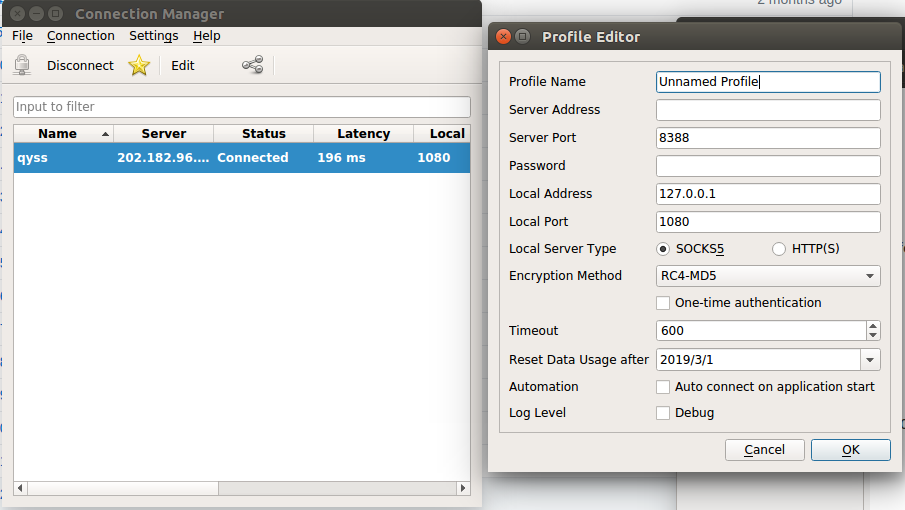 2 months ago
Connection Manager
File Connection Settings Help
Disconnect Edit
Input to filter
Name Server Status Latency Local
qyss 202.182.96.... Connected 196 ms 1080
Profile Editor
Profile Name Unnamed Profile
Server Address
Server Port 8388
Password
Local Address 127.0.0.1
Local Port 1080
Local Server Type SOCKS5 HTTP(S)
Encryption Method RC4-MD5
One-time authentication
Timeout 600
Reset Data Usage after 2019/3/1
Automation Auto connect on application start
Log Level Debug
Cancel OK